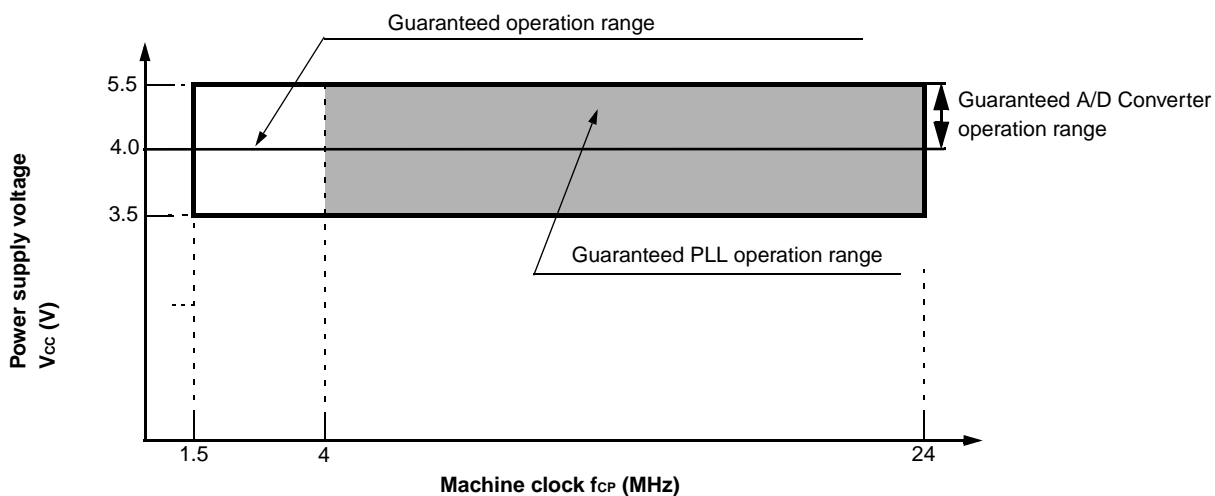 Guaranteed operation range
5.5
4.0
3.5
Guaranteed A/D Converter
operation range
Guaranteed PLL operation range
Power supply voltage
VCC (V)
1.5
4
24
Machine clock fCP (MHz)